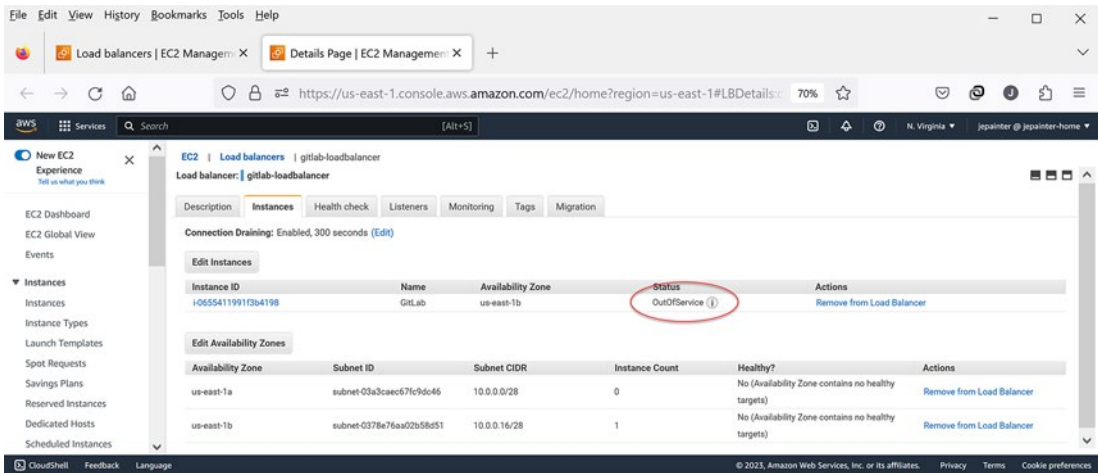 File Edit View History Bookmarks Tools Help
Load balancers | EC2 Managem
Details Page | EC2 Management
https://us-east-1.console.aws.amazon.com/ec2/home?region=us-east-1#LBDetails:
70%
aws Services Search [Alt+S] N. Virginia jepainter @ jepainter-home
New EC2
Experience
Tell us what you think
EC2 Dashboard
EC2 Global View
Events
Instances
Instances
Instance Types
Launch Templates
Spot Requests
Savings Plans
Reserved Instances
Dedicated Hosts
Scheduled Instances
EC2 | Load balancers | gitlab-loadbalancer
Load balancer: gitlab-loadbalancer
Description Instances Health check Listeners Monitoring Tags Migration
Connection Draining: Enabled, 300 seconds (Edit)
Edit Instances
Instance ID Name Availability Zone Status Actions
i-0655411991f3b4198 GitLab us-east-1b OutOfService i Remove from Load Balancer
Edit Availability Zones
Availability Zone Subnet ID Subnet CIDR Instance Count Healthy? Actions
us-east-1a subnet-03a3caec67fc9dc46 10.0.0.0/28 0 No (Availability Zone contains no healthy targets) Remove from Load Balancer
us-east-1b subnet-0378e76aa02b58d51 10.0.0.16/28 1 No (Availability Zone contains no healthy targets) Remove from Load Balancer
CloudShell Feedback Language © 2023, Amazon Web Services, Inc. or its affiliates. Privacy Terms Cookie preferences